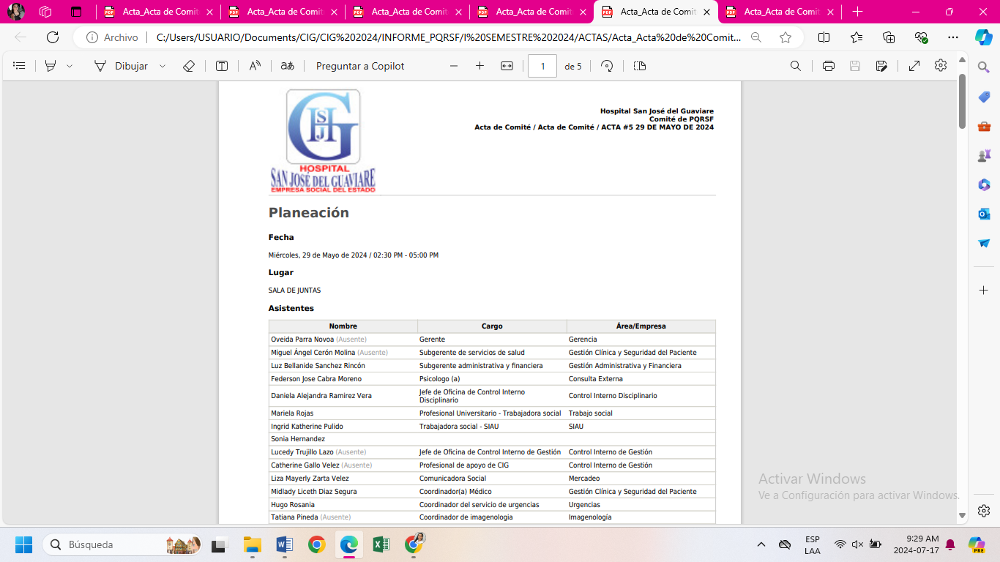 Acta_Acta de Comit
Acta_Acta de Comit
Acta_Acta de Comit
Acta_Acta de Comit
Acta_Acta de Comit
Acta_Acta de Comit
Archivo
C:/Users/USUARIO/Documents/CIG/CIG%202024/INFORME_PQRSF/I%20SEMESTRE%202024/ACTAS/Acta_Acta%20de%20Comit...
Dibujar
aあ
Preguntar a Copilot
1 de 5
HOSPITAL
SAN JOSÉ DEL GUAVIARE
EMPRESA SOCIAL DEL ESTADO
Hospital San José del Guaviare
Comité de PQRSF
Acta de Comité / Acta de Comité / ACTA #5 29 DE MAYO DE 2024
Planeación
Fecha
Miércoles, 29 de Mayo de 2024 / 02:30 PM - 05:00 PM
Lugar
SALA DE JUNTAS
Asistentes
Nombre Cargo Área/Empresa
Oveida Parra Novoa (Ausente) Gerente Gerencia
Miguel Ángel Cerón Molina (Ausente) Subgerente de servicios de salud Gestión Clínica y Seguridad del Paciente
Luz Bellanide Sanchez Rincón Subgerente administrativa y financiera Gestión Administrativa y Financiera
Federson Jose Cabra Moreno Psicologo (a) Consulta Externa
Daniela Alejandra Ramirez Vera Jefe de Oficina de Control Interno
Disciplinario Control Interno Disciplinario
Mariela Rojas Profesional Universitario - Trabajadora social Trabajo social
Ingrid Katherine Pulido Trabajadora social - SIAU SIAU
Sonia Hernandez
Lucedy Trujillo Lazo (Ausente) Jefe de Oficina de Control Interno de Gestión Control Interno de Gestión
Catherine Gallo Velez (Ausente) Profesional de apoyo de CIG Control Interno de Gestión
Liza Mayerly Zarta Velez Comunicadora Social Mercadeo
Midlady Liceth Diaz Segura Coordinador(a) Médico Gestión Clínica y Seguridad del Paciente
Hugo Rosania Coordinador del servicio de urgencias Urgencias
Tatiana Pineda (Ausente) Coordinador de imagenologia Imagenología
Activar Windows
Ve a Configuración para activar Windows.
Búsqueda
ESP
LAA
9:29 AM
2024-07-17
PRE